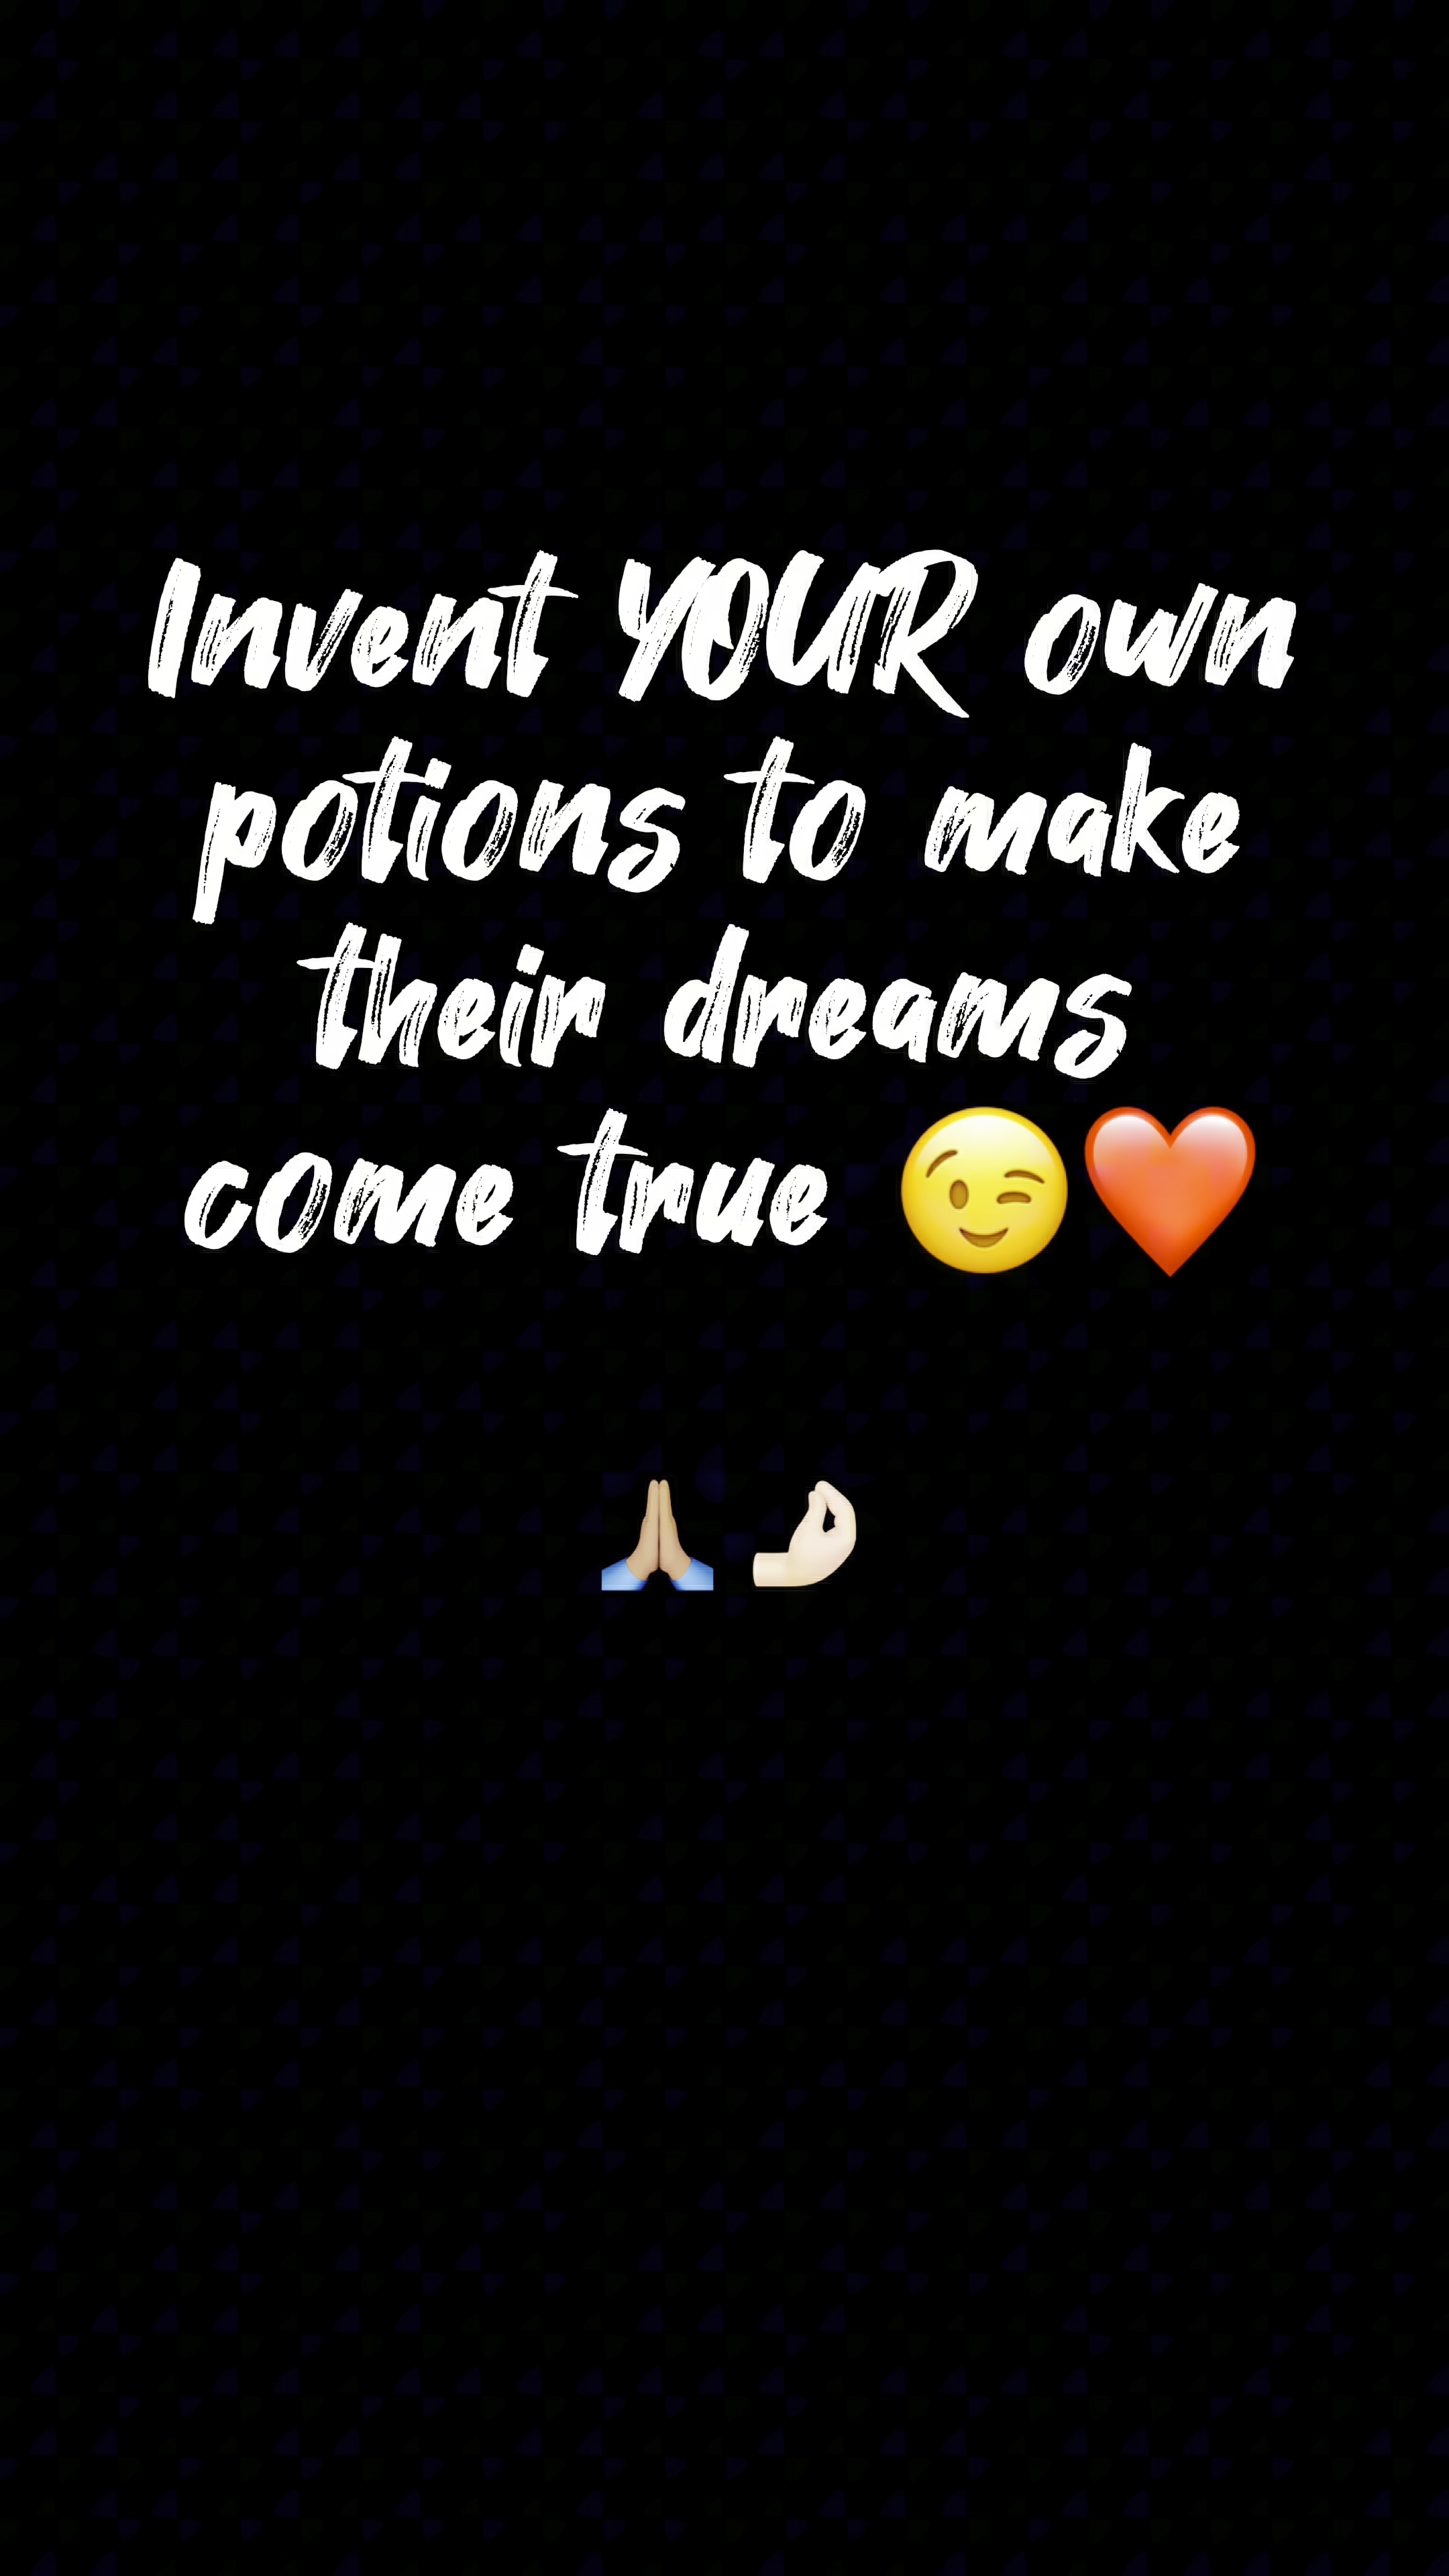 Invent YOUR own
potions to make
their dreams
come true 😉❤️
🙏🏼 🤌🏻